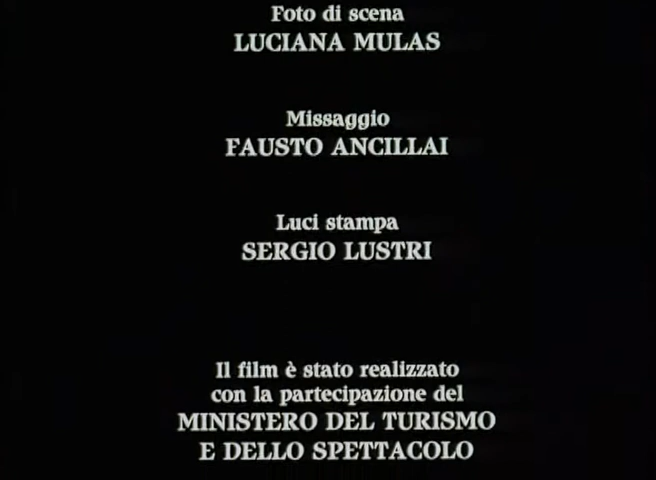 Foto di scena
LUCIANA MULAS
Missaggio
FAUSTO ANCILLAI
Luci stampa
SERGIO LUSTRI
Il film è stato realizzato
con la partecipazione del
MINISTERO DEL TURISMO
E DELLO SPETTACOLO